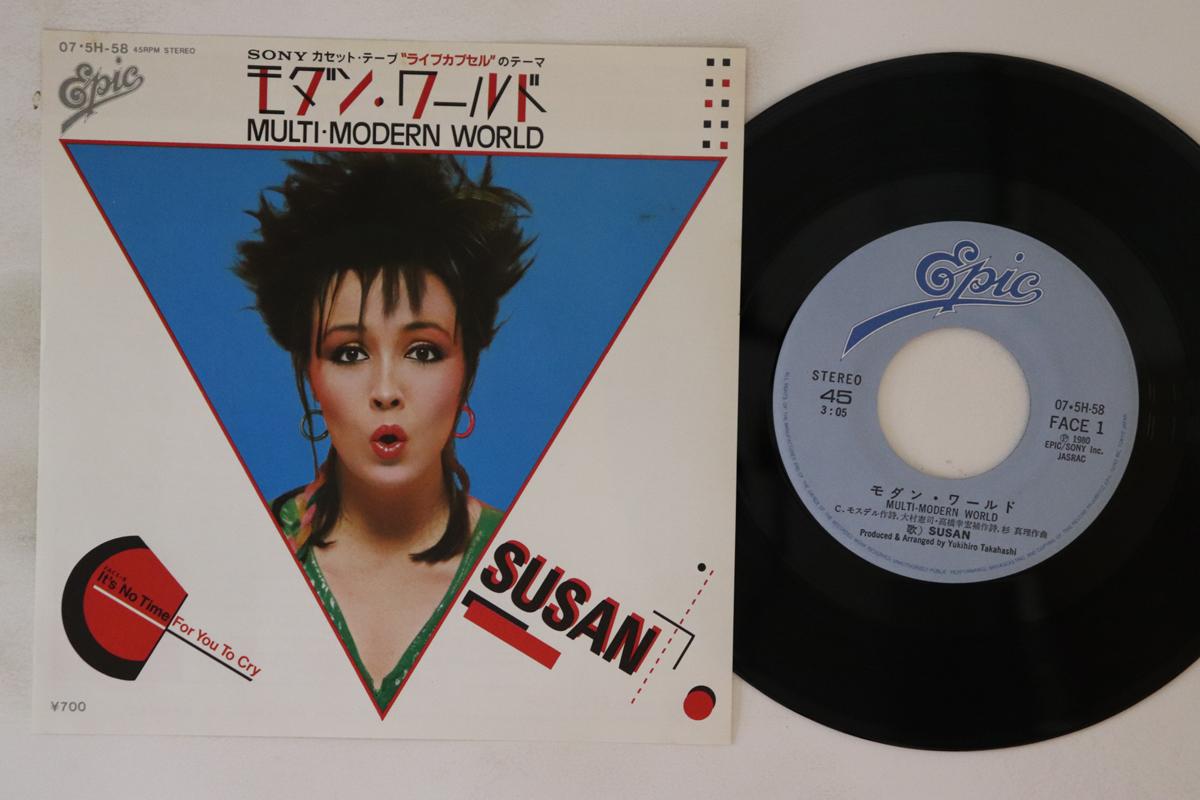 07・5H-58 45RPM STEREO
Epic
SONY カセット・テープ"ライブカプセル"のテーマ
モダン・ワールド
MULTI・MODERN WORLD
SUSAN
FACE・B
It's No Time For You To Cry
¥700
Epic
STEREO
45
3:05
07・5H-58
FACE 1
Ⓟ 1980
EPIC/SONY Inc.
JASRAC
モダン・ワールド
MULTI-MODERN WORLD
C. モスデル作詩, 大村憲司・高橋幸宏補作詩, 杉 真理作曲
歌) SUSAN
Produced & Arranged by Yukihiro Takahashi